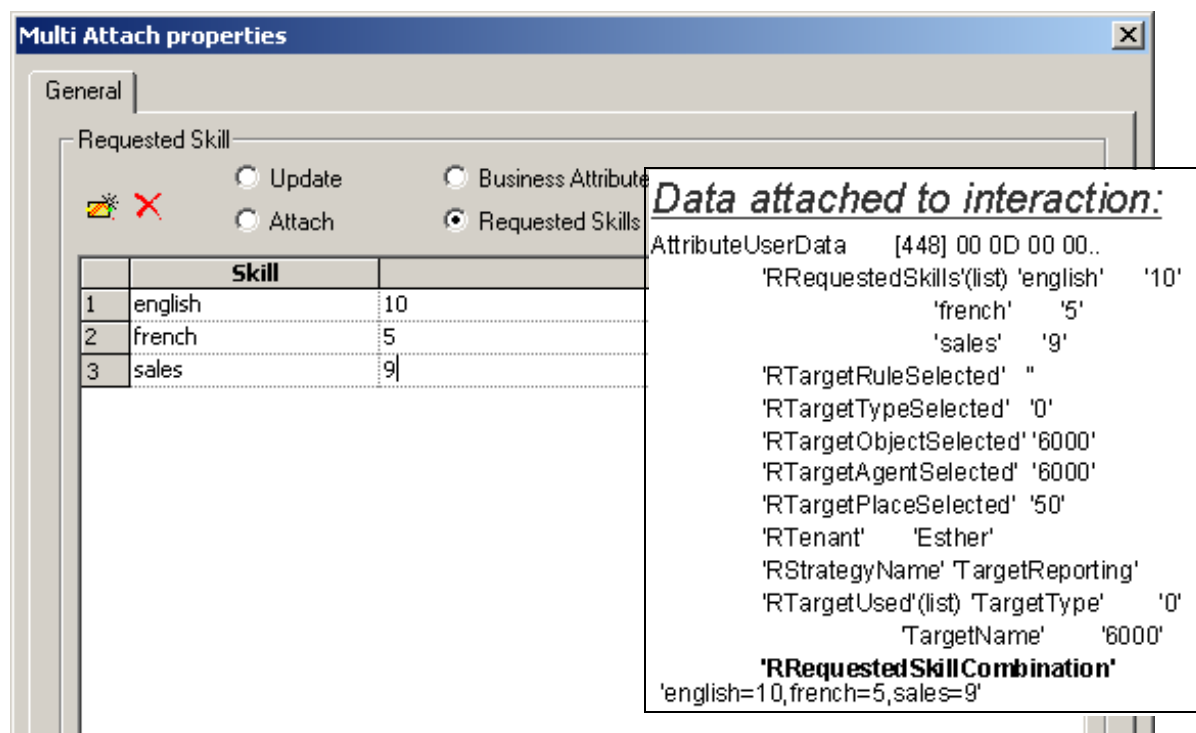 Multi Attach properties
General
Requested Skill
Update
Business Attribute
Attach
Requested Skills
Skill
1 english 10
2 french 5
3 sales 9
Data attached to interaction:
AttributeUserData [448] 00 0D 00 00..
'RRequestedSkills'(list) 'english' '10'
'french' '5'
'sales' '9'
'RTargetRuleSelected' ''
'RTargetTypeSelected' '0'
'RTargetObjectSelected' '6000'
'RTargetAgentSelected' '6000'
'RTargetPlaceSelected' '50'
'RTenant' 'Esther'
'RStrategyName' 'TargetReporting'
'RTargetUsed'(list) 'TargetType' '0'
'TargetName' '6000'
'RRequestedSkillCombination'
'english=10,french=5,sales=9'